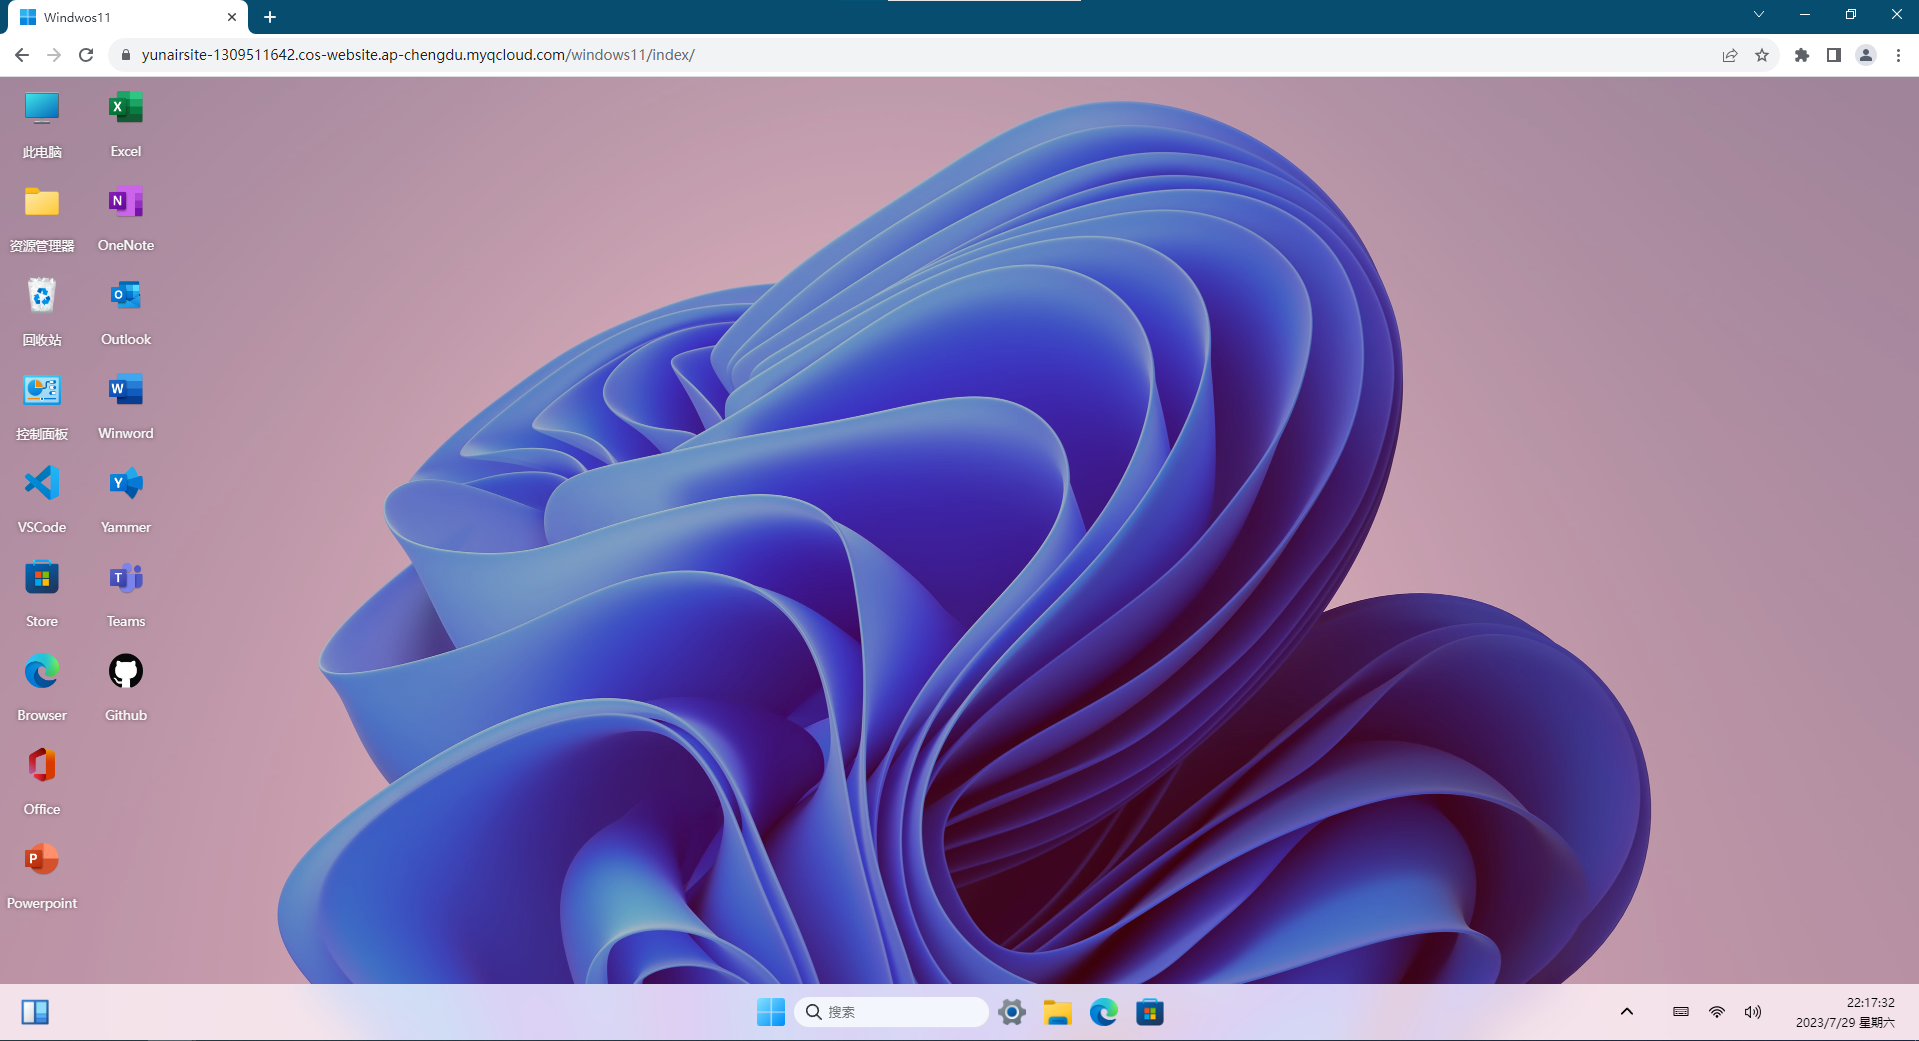 Windwos11
yunairsite-1309511642.cos-website.ap-chengdu.myqcloud.com/windows11/index/
此电脑
Excel
资源管理器
OneNote
回收站
Outlook
控制面板
Winword
VSCode
Yammer
Store
Teams
Browser
Github
Office
Powerpoint
搜索
22:17:32
2023/7/29 星期六